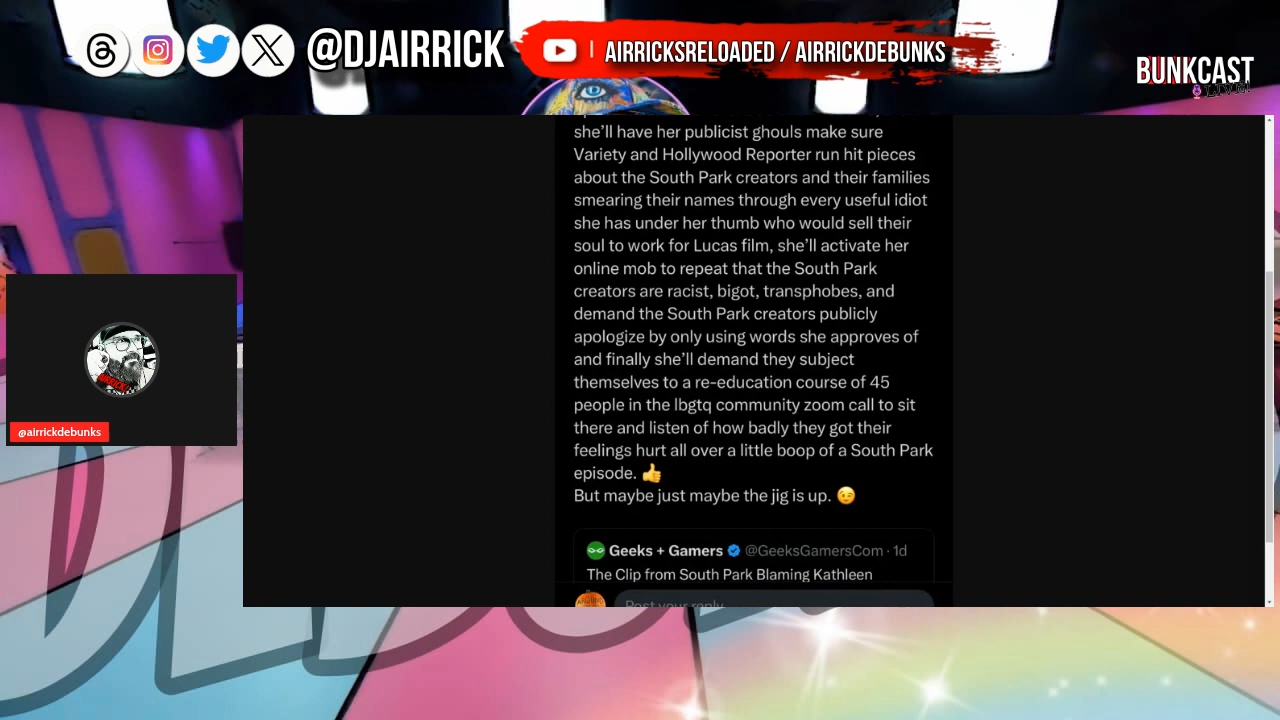 @DJAIRRICK
AIRRICKSRELOADED / AIRRICKDEBUNKS
BUNKCAST
LIVE!
she'll have her publicist ghouls make sure
Variety and Hollywood Reporter run hit pieces
about the South Park creators and their families
smearing their names through every useful idiot
she has under her thumb who would sell their
soul to work for Lucas film, she'll activate her
online mob to repeat that the South Park
creators are racist, bigot, transphobes, and
demand the South Park creators publicly
apologize by only using words she approves of
and finally she'll demand they subject
themselves to a re-education course of 45
people in the lbgtq community zoom call to sit
there and listen of how badly they got their
feelings hurt all over a little boop of a South Park
episode. 👍
But maybe just maybe the jig is up. 😉
Geeks + Gamers @GeeksGamersCom · 1d
The Clip from South Park Blaming Kathleen
Post your reply
@airrickdebunks